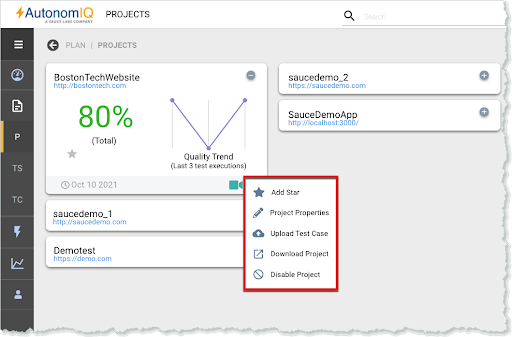 AutonomIQ
A SAUCE LABS COMPANY
PROJECTS
Search
PLAN | PROJECTS
P
TS
TC
BostonTechWebsite
http://bostontech.com
80%
(Total)
Quality Trend
(Last 3 test executions)
Oct 10 2021
saucedemo_1
http://saucedemo.com
Demotest
https://demo.com
saucedemo_2
https://saucedemo.com
SauceDemoApp
http://localhost:3000/
Add Star
Project Properties
Upload Test Case
Download Project
Disable Project